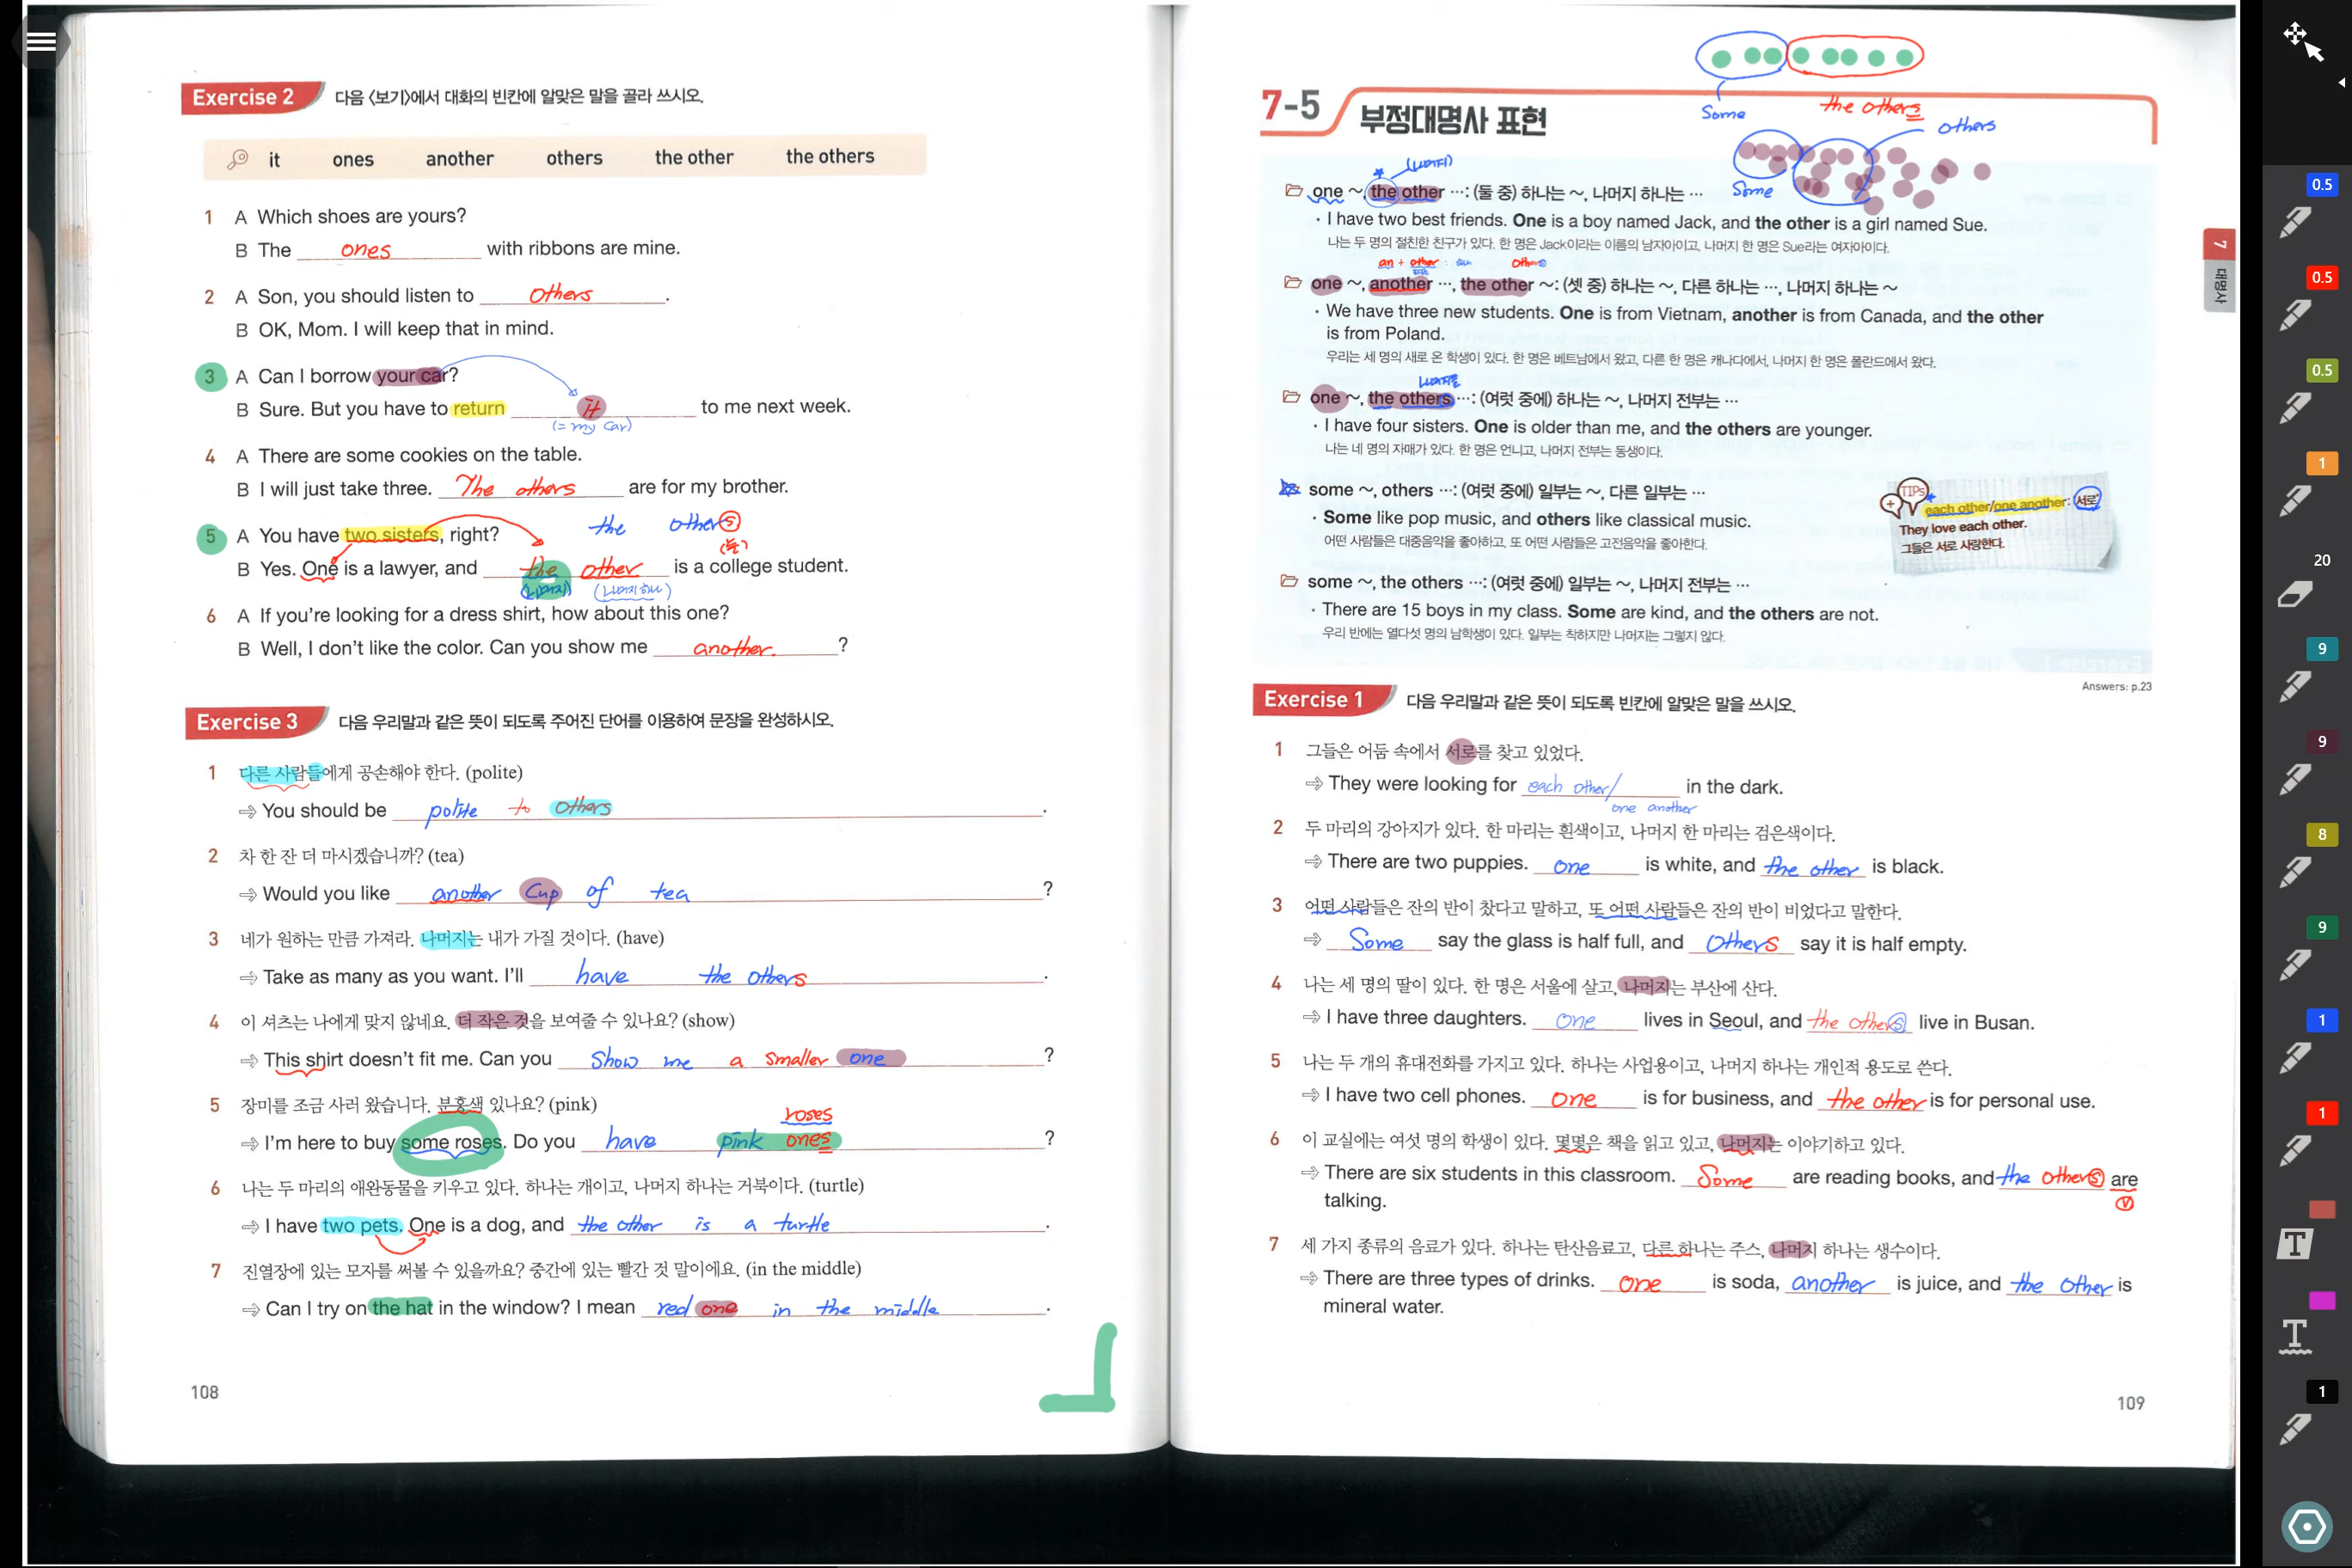 Exercise 2 다음 〈보기〉에서 대화의 빈칸에 알맞은 말을 골라 쓰시오.
it ones another others the other the others
1 A Which shoes are yours?
B The ones with ribbons are mine.
2 A Son, you should listen to others.
B OK, Mom. I will keep that in mind.
3 A Can I borrow your car?
B Sure. But you have to return it to me next week.
(= my car)
4 A There are some cookies on the table.
B I will just take three. The others are for my brother.
5 A You have two sisters, right? the others
B Yes. One is a lawyer, and the other is a college student.
(나머지) (나머지 하나)
6 A If you're looking for a dress shirt, how about this one?
B Well, I don't like the color. Can you show me another. ?
Exercise 3 다음 우리말과 같은 뜻이 되도록 주어진 단어를 이용하여 문장을 완성하시오.
1 다른 사람들에게 공손해야 한다. (polite)
⇨ You should be polite to others .
2 차 한 잔 더 마시겠습니까? (tea)
⇨ Would you like another cup of tea ?
3 네가 원하는 만큼 가져라. 나머지는 내가 가질 것이다. (have)
⇨ Take as many as you want. I'll have the others .
4 이 셔츠는 나에게 맞지 않네요. 더 작은 것을 보여줄 수 있나요? (show)
⇨ This shirt doesn't fit me. Can you show me a smaller one ?
5 장미를 조금 사러 왔습니다. 분홍색 있나요? (pink)
roses
⇨ I'm here to buy some roses. Do you have pink ones ?
6 나는 두 마리의 애완동물을 키우고 있다. 하나는 개이고, 나머지 하나는 거북이다. (turtle)
⇨ I have two pets. One is a dog, and the other is a turtle .
7 진열장에 있는 모자를 써볼 수 있을까요? 중간에 있는 빨간 것 말이에요. (in the middle)
⇨ Can I try on the hat in the window? I mean red one in the middle .
108
Some the others
7-5 부정대명사 표현
others
Some
(나머지)
one ~, the other …: (둘 중) 하나는 ~, 나머지 하나는 …
· I have two best friends. One is a boy named Jack, and the other is a girl named Sue.
나는 두 명의 절친한 친구가 있다. 한 명은 Jack이라는 이름의 남자아이고, 나머지 한 명은 Sue라는 여자아이다.
an + other : 하나 others
one ~, another …, the other ~: (셋 중) 하나는 ~, 다른 하나는 …, 나머지 하나는 ~
· We have three new students. One is from Vietnam, another is from Canada, and the other
is from Poland.
우리는 세 명의 새로 온 학생이 있다. 한 명은 베트남에서 왔고, 다른 한 명은 캐나다에서, 나머지 한 명은 폴란드에서 왔다.
나머지들
one ~, the others …: (여럿 중에) 하나는 ~, 나머지 전부는 …
· I have four sisters. One is older than me, and the others are younger.
나는 네 명의 자매가 있다. 한 명은 언니고, 나머지 전부는 동생이다.
some ~, others …: (여럿 중에) 일부는 ~, 다른 일부는 …
· Some like pop music, and others like classical music.
어떤 사람들은 대중음악을 좋아하고, 또 어떤 사람들은 고전음악을 좋아한다.
TIPs
each other/one another: 서로
They love each other.
그들은 서로 사랑한다.
some ~, the others …: (여럿 중에) 일부는 ~, 나머지 전부는 …
· There are 15 boys in my class. Some are kind, and the others are not.
우리 반에는 열다섯 명의 남학생이 있다. 일부는 착하지만 나머지는 그렇지 않다.
7 대명사
Answers: p.23
Exercise 1 다음 우리말과 같은 뜻이 되도록 빈칸에 알맞은 말을 쓰시오.
1 그들은 어둠 속에서 서로를 찾고 있었다.
⇨ They were looking for each other/ in the dark.
one another
2 두 마리의 강아지가 있다. 한 마리는 흰색이고, 나머지 한 마리는 검은색이다.
⇨ There are two puppies. one is white, and the other is black.
3 어떤 사람들은 잔의 반이 찼다고 말하고, 또 어떤 사람들은 잔의 반이 비었다고 말한다.
⇨ Some say the glass is half full, and others say it is half empty.
4 나는 세 명의 딸이 있다. 한 명은 서울에 살고, 나머지는 부산에 산다.
⇨ I have three daughters. one lives in Seoul, and the others live in Busan.
5 나는 두 개의 휴대전화를 가지고 있다. 하나는 사업용이고, 나머지 하나는 개인적 용도로 쓴다.
⇨ I have two cell phones. one is for business, and the other is for personal use.
6 이 교실에는 여섯 명의 학생이 있다. 몇몇은 책을 읽고 있고, 나머지는 이야기하고 있다.
⇨ There are six students in this classroom. Some are reading books, and the others are
talking.
7 세 가지 종류의 음료가 있다. 하나는 탄산음료고, 다른 하나는 주스, 나머지 하나는 생수이다.
⇨ There are three types of drinks. one is soda, another is juice, and the other is
mineral water.
109
0.5
0.5
0.5
1
20
9
9
8
9
1
1
T
T
1